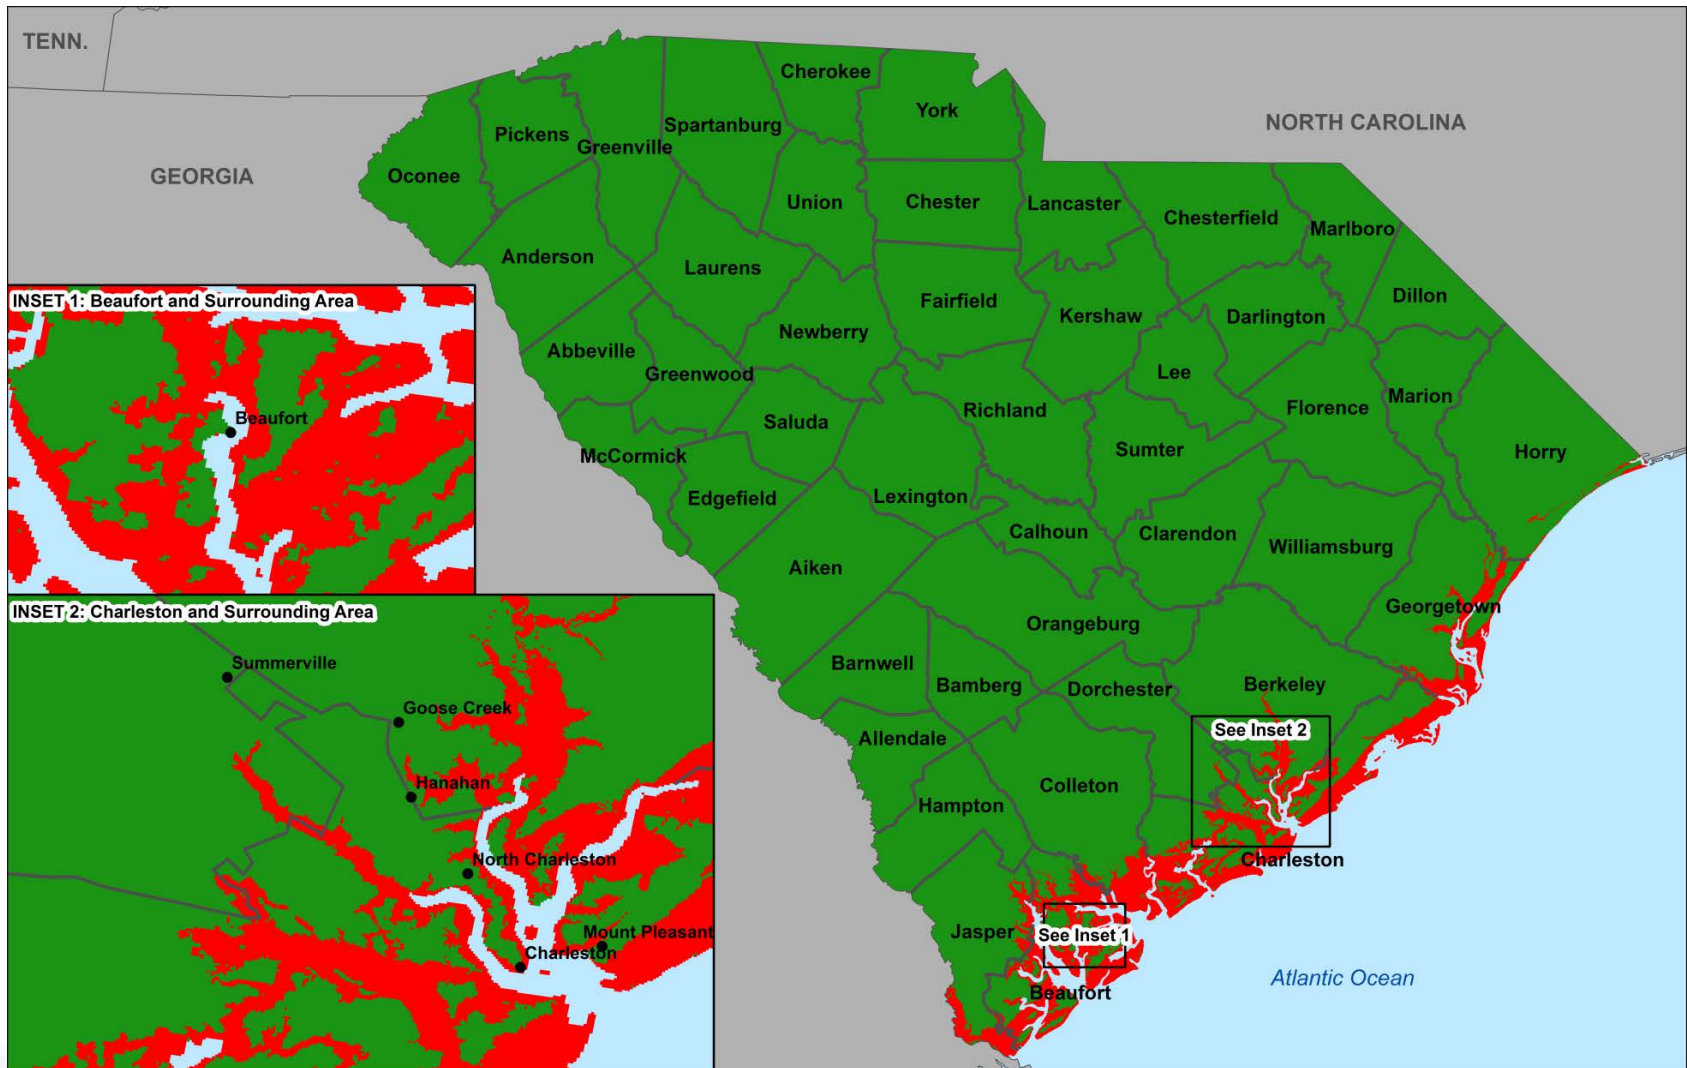 TENN.
GEORGIA
NORTH CAROLINA
Cherokee
York
Pickens
Spartanburg
Greenville
Oconee
Union
Chester
Lancaster
Chesterfield
Marlboro
Anderson
Laurens
Fairfield
Kershaw
Darlington
Dillon
Newberry
Abbeville
Greenwood
Lee
Marion
Saluda
Richland
Florence
McCormick
Sumter
Horry
Edgefield
Lexington
Calhoun
Clarendon
Williamsburg
Aiken
Georgetown
Orangeburg
Barnwell
Bamberg
Dorchester
Berkeley
See Inset 2
Allendale
Colleton
Hampton
Charleston
Jasper
See Inset 1
Beaufort
Atlantic Ocean
INSET 1: Beaufort and Surrounding Area
Beaufort
INSET 2: Charleston and Surrounding Area
Summerville
Goose Creek
Hanahan
North Charleston
Mount Pleasant
Charleston